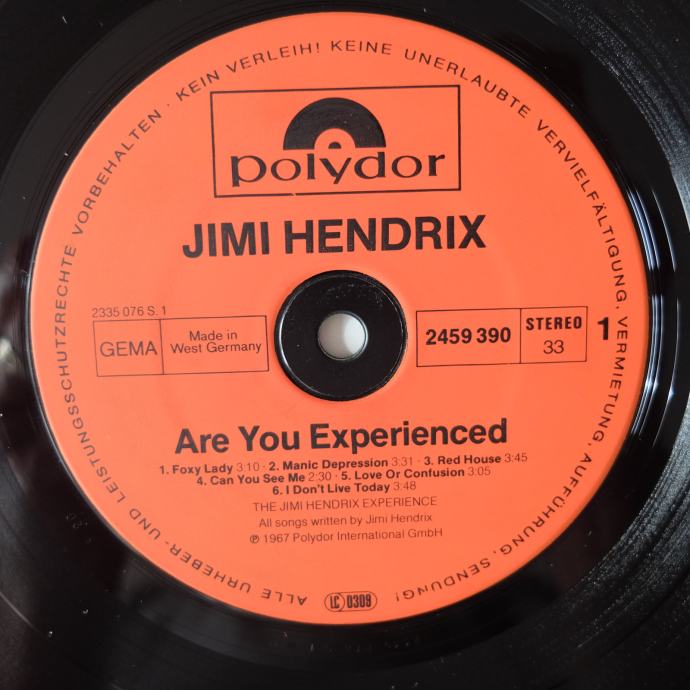 ALLE URHEBER- UND LEISTUNGSSCHUTZRECHTE VORBEHALTEN · KEIN VERLEIH! KEINE UNERLAUBTE VERVIELFÄLTIGUNG, VERMIETUNG, AUFFÜHRUNG, SENDUNG!
polydor
JIMI HENDRIX
2335 076 S. 1
GEMA
Made in
West Germany
2459 390
STEREO
33
1
Are You Experienced
1. Foxy Lady 3:10 · 2. Manic Depression 3:31 · 3. Red House 3:45
4. Can You See Me 2:30 · 5. Love Or Confusion 3:05
6. I Don't Live Today 3:48
THE JIMI HENDRIX EXPERIENCE
All songs written by Jimi Hendrix
℗ 1967 Polydor International GmbH
LC 0309